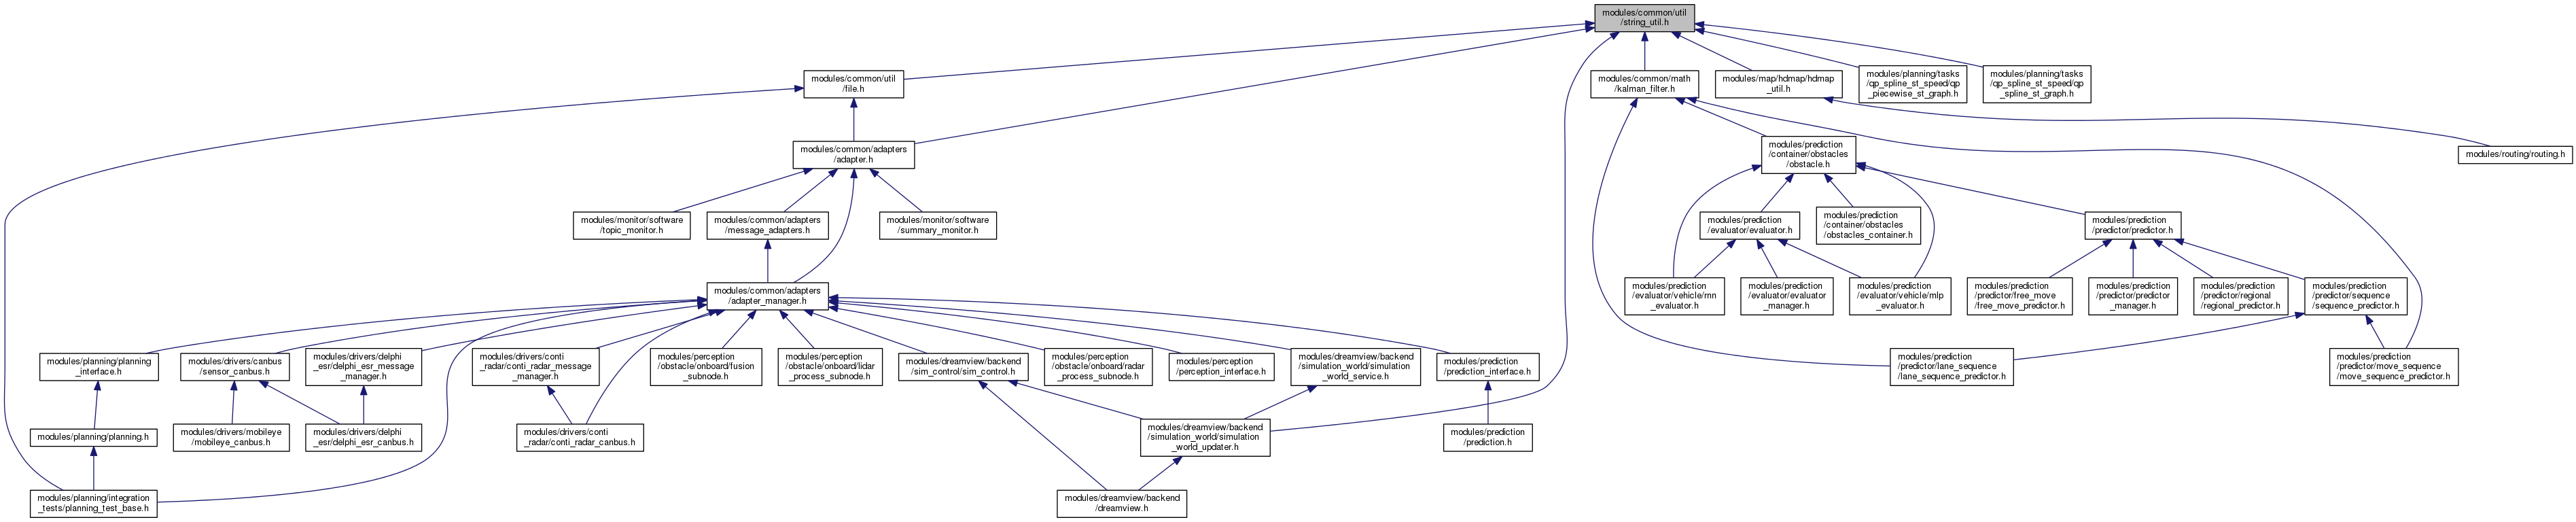 modules/common/util
/string_util.h
modules/common/util
/file.h
modules/common/math
/kalman_filter.h
modules/map/hdmap/hdmap
_util.h
modules/planning/tasks
/qp_spline_st_speed/qp
_piecewise_st_graph.h
modules/planning/tasks
/qp_spline_st_speed/qp
_spline_st_graph.h
modules/common/adapters
/adapter.h
modules/prediction
/container/obstacles
/obstacle.h
modules/routing/routing.h
modules/monitor/software
/topic_monitor.h
modules/common/adapters
/message_adapters.h
modules/monitor/software
/summary_monitor.h
modules/prediction
/evaluator/evaluator.h
modules/prediction
/container/obstacles
/obstacles_container.h
modules/prediction
/predictor/predictor.h
modules/common/adapters
/adapter_manager.h
modules/prediction
/evaluator/vehicle/rnn
_evaluator.h
modules/prediction
/evaluator/evaluator
_manager.h
modules/prediction
/evaluator/vehicle/mlp
_evaluator.h
modules/prediction
/predictor/free_move
/free_move_predictor.h
modules/prediction
/predictor/predictor
_manager.h
modules/prediction
/predictor/regional
/regional_predictor.h
modules/prediction
/predictor/sequence
/sequence_predictor.h
modules/planning/planning
_interface.h
modules/drivers/canbus
/sensor_canbus.h
modules/drivers/delphi
_esr/delphi_esr_message
_manager.h
modules/drivers/conti
_radar/conti_radar_message
_manager.h
modules/perception
/obstacle/onboard/fusion
_subnode.h
modules/perception
/obstacle/onboard/lidar
_process_subnode.h
modules/dreamview/backend
/sim_control/sim_control.h
modules/perception
/obstacle/onboard/radar
_process_subnode.h
modules/perception
/perception_interface.h
modules/dreamview/backend
/simulation_world/simulation
_world_service.h
modules/prediction
/prediction_interface.h
modules/prediction
/predictor/lane_sequence
/lane_sequence_predictor.h
modules/prediction
/predictor/move_sequence
/move_sequence_predictor.h
modules/planning/planning.h
modules/drivers/mobileye
/mobileye_canbus.h
modules/drivers/delphi
_esr/delphi_esr_canbus.h
modules/drivers/conti
_radar/conti_radar_canbus.h
modules/dreamview/backend
/simulation_world/simulation
_world_updater.h
modules/prediction
/prediction.h
modules/planning/integration
_tests/planning_test_base.h
modules/dreamview/backend
/dreamview.h